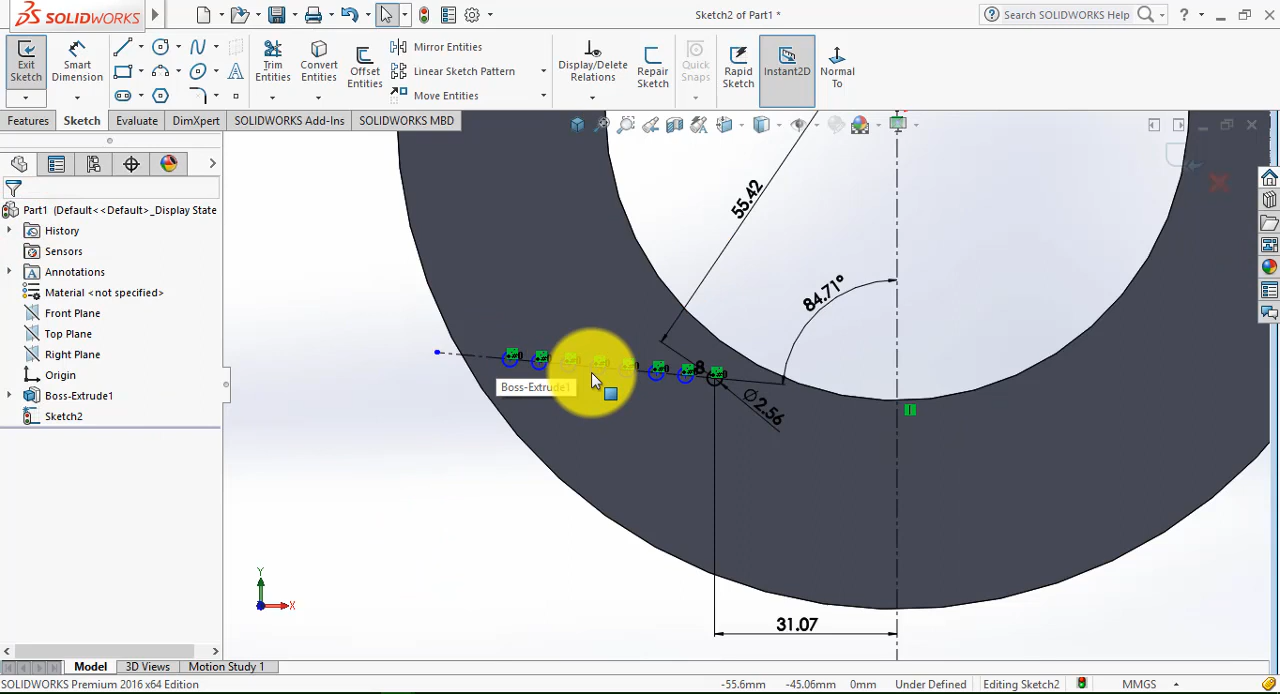 SOLIDWORKS
Sketch2 of Part1 *
Search SOLIDWORKS Help
?
Exit Sketch
Smart Dimension
Trim Entities
Convert Entities
Offset Entities
Mirror Entities
Linear Sketch Pattern
Move Entities
Display/Delete Relations
Repair Sketch
Quick Snaps
Rapid Sketch
Instant2D
Normal To
Features
Sketch
Evaluate
DimXpert
SOLIDWORKS Add-Ins
SOLIDWORKS MBD
Part1 (Default<<Default>_Display State
History
Sensors
Annotations
Material <not specified>
Front Plane
Top Plane
Right Plane
Origin
Boss-Extrude1
Sketch2
55.42
84.71°
8
Ø2.56
Boss-Extrude1
31.07
Y
X
Model
3D Views
Motion Study 1
SOLIDWORKS Premium 2016 x64 Edition
-55.6mm
-45.06mm
0mm
Under Defined
Editing Sketch2
MMGS